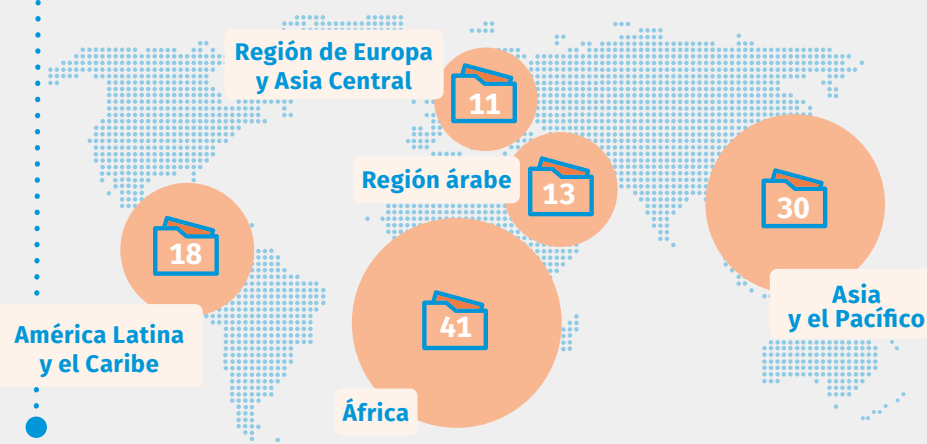 Región de Europa
y Asia Central
11
Región árabe
13
30
Asia
y el Pacífico
18
América Latina
y el Caribe
41
África